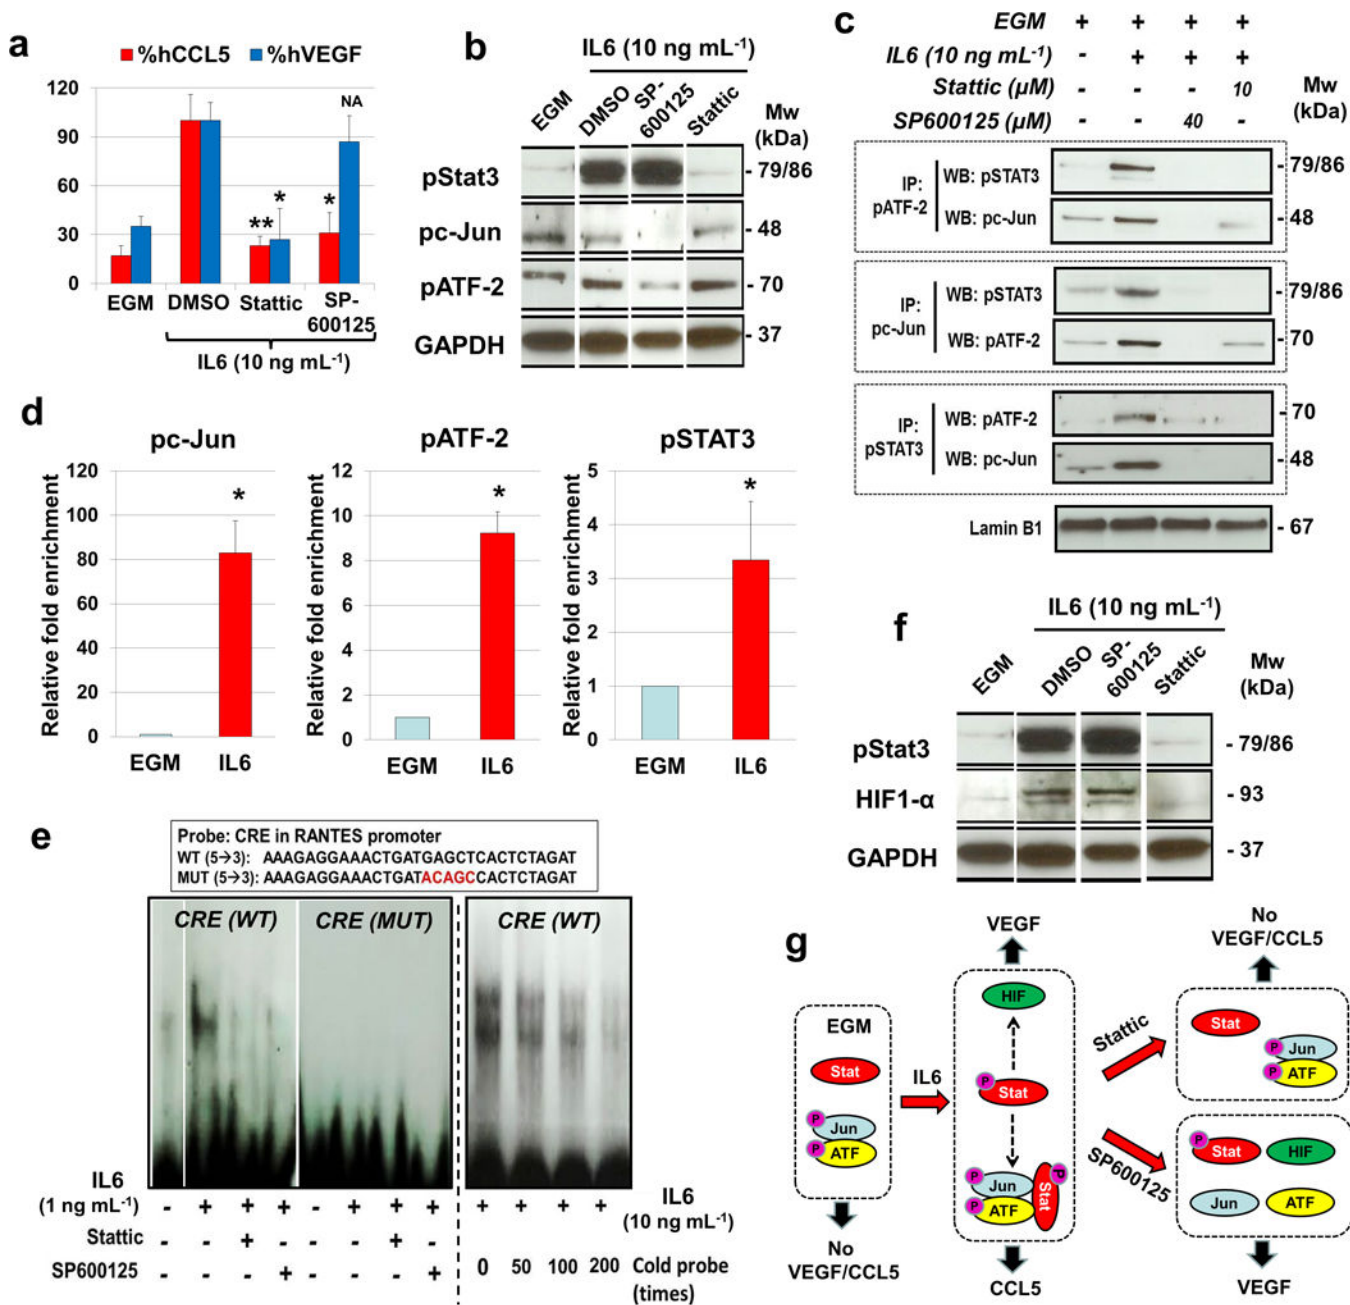 a
%hCCL5 %hVEGF
120
90
60
30
0
NA
**
*
*
EGM DMSO Stattic SP-600125
IL6 (10 ng mL-1)
b
IL6 (10 ng mL-1)
EGM DMSO SP-600125 Stattic
Mw (kDa)
pStat3 - 79/86
pc-Jun - 48
pATF-2 - 70
GAPDH - 37
c
EGM + + + +
IL6 (10 ng mL-1) - + + +
Stattic (µM) - - - 10
SP600125 (µM) - - 40 -
Mw (kDa)
IP: pATF-2
WB: pSTAT3 - 79/86
WB: pc-Jun - 48
IP: pc-Jun
WB: pSTAT3 - 79/86
WB: pATF-2 - 70
IP: pSTAT3
WB: pATF-2 - 70
WB: pc-Jun - 48
Lamin B1 - 67
d
pc-Jun
Relative fold enrichment
120
100
80
60
40
20
0
*
EGM IL6
pATF-2
Relative fold enrichment
12
10
8
6
4
2
0
*
EGM IL6
pSTAT3
Relative fold enrichment
5
4
3
2
1
0
*
EGM IL6
e
Probe: CRE in RANTES promoter
WT (5→3): AAAGAGGAAACTGATGAGCTCACTCTAGAT
MUT (5→3): AAAGAGGAAACTGATACAGCCACTCTAGAT
CRE (WT) CRE (MUT) CRE (WT)
IL6 (1 ng mL-1) - + + + - + + +
Stattic - - + - - - + -
SP600125 - - - + - - - +
+ + + + IL6 (10 ng mL-1)
0 50 100 200 Cold probe (times)
f
IL6 (10 ng mL-1)
EGM DMSO SP-600125 Stattic
Mw (kDa)
pStat3 - 79/86
HIF1-α - 93
GAPDH - 37
g
EGM
Stat
P Jun
P ATF
No VEGF/CCL5
IL6
VEGF
HIF
P Stat
P Jun
P ATF
P Stat
CCL5
Stattic
No VEGF/CCL5
Stat
P Jun
P ATF
SP600125
P Stat HIF
Jun ATF
VEGF